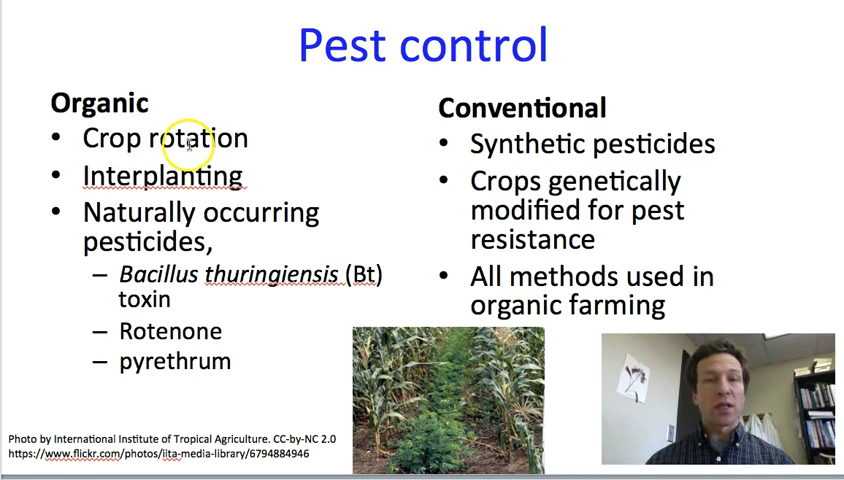 Pest control
Organic
• Crop rotation
• Interplanting
• Naturally occurring
pesticides,
– Bacillus thuringiensis (Bt)
toxin
– Rotenone
– pyrethrum
Conventional
• Synthetic pesticides
• Crops genetically
modified for pest
resistance
• All methods used in
organic farming
Photo by International Institute of Tropical Agriculture. CC-by-NC 2.0
https://www.flickr.com/photos/iita-media-library/6794884946